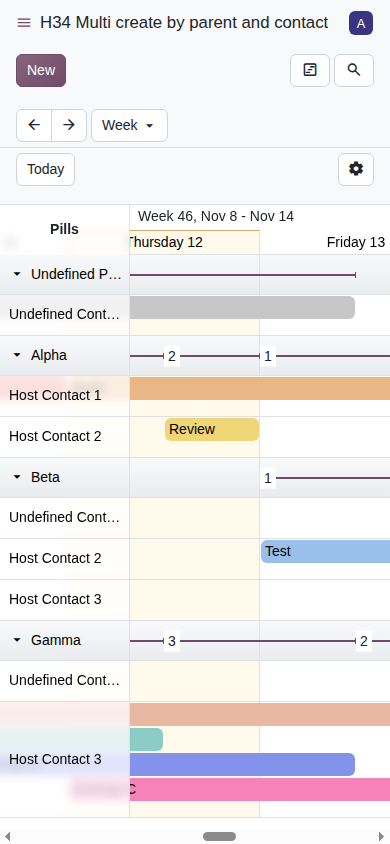 H34 Multi create by parent and contact
A
New
Week
Today
Week 46, Nov 8 - Nov 14
Pills
Thursday 12
Friday 13
Undefined P...
Undefined Cont...
Alpha
2
1
Host Contact 1
Host Contact 2
Review
Beta
1
Undefined Cont...
Host Contact 2
Test
Host Contact 3
Gamma
3
2
Undefined Cont...
Host Contact 3
C